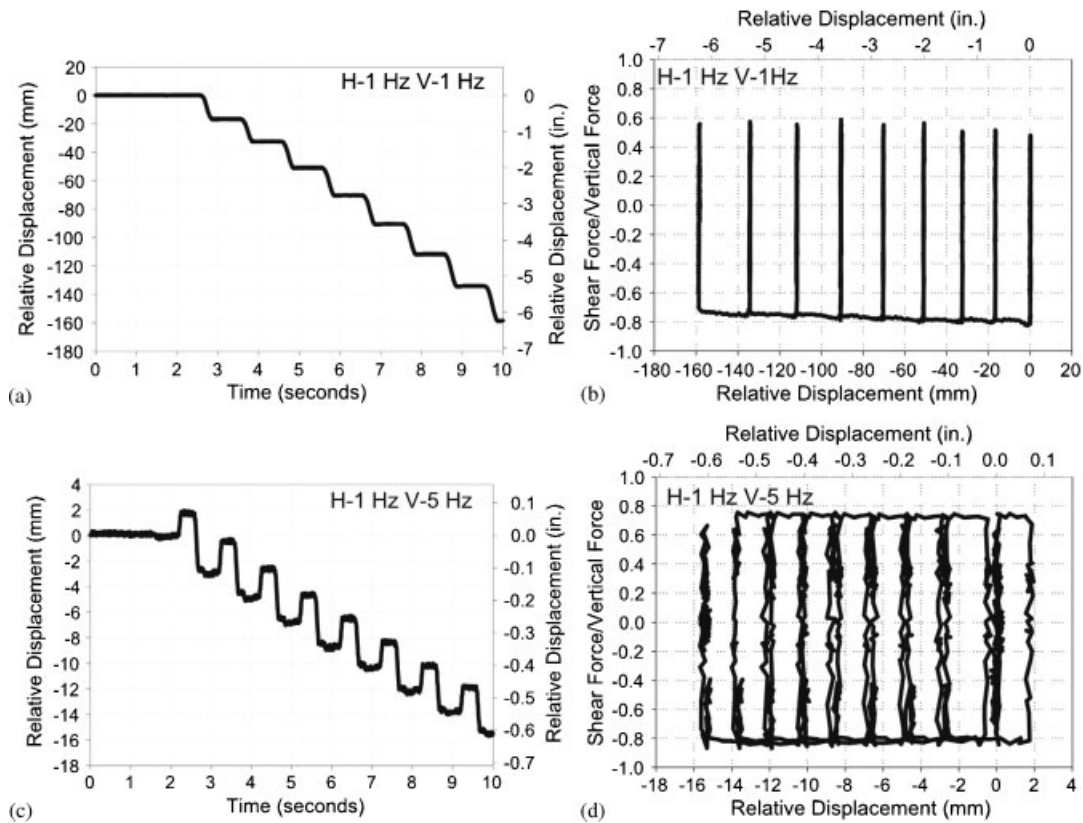 H-1 Hz V-1 Hz
Relative Displacement (mm)
20
0
-20
-40
-60
-80
-100
-120
-140
-160
-180
0 1 2 3 4 5 6 7 8 9 10
Time (seconds)
0
-1
-2
-3
-4
-5
-6
-7
Relative Displacement (in.)
(a)
Relative Displacement (in.)
-7 -6 -5 -4 -3 -2 -1 0
H-1 Hz V-1Hz
Shear Force/Vertical Force
1.0
0.8
0.6
0.4
0.2
0.0
-0.2
-0.4
-0.6
-0.8
-1.0
-180 -160 -140 -120 -100 -80 -60 -40 -20 0 20
Relative Displacement (mm)
(b)
H-1 Hz V-5 Hz
Relative Displacement (mm)
4
2
0
-2
-4
-6
-8
-10
-12
-14
-16
-18
0 1 2 3 4 5 6 7 8 9 10
Time (seconds)
0.1
0.0
-0.1
-0.2
-0.3
-0.4
-0.5
-0.6
-0.7
Relative Displacement (in.)
(c)
Relative Displacement (in.)
-0.7 -0.6 -0.5 -0.4 -0.3 -0.2 -0.1 0.0 0.1
H-1 Hz V-5 Hz
Shear Force/Vertical Force
1.0
0.8
0.6
0.4
0.2
0.0
-0.2
-0.4
-0.6
-0.8
-1.0
-18 -16 -14 -12 -10 -8 -6 -4 -2 0 2 4
Relative Displacement (mm)
(d)